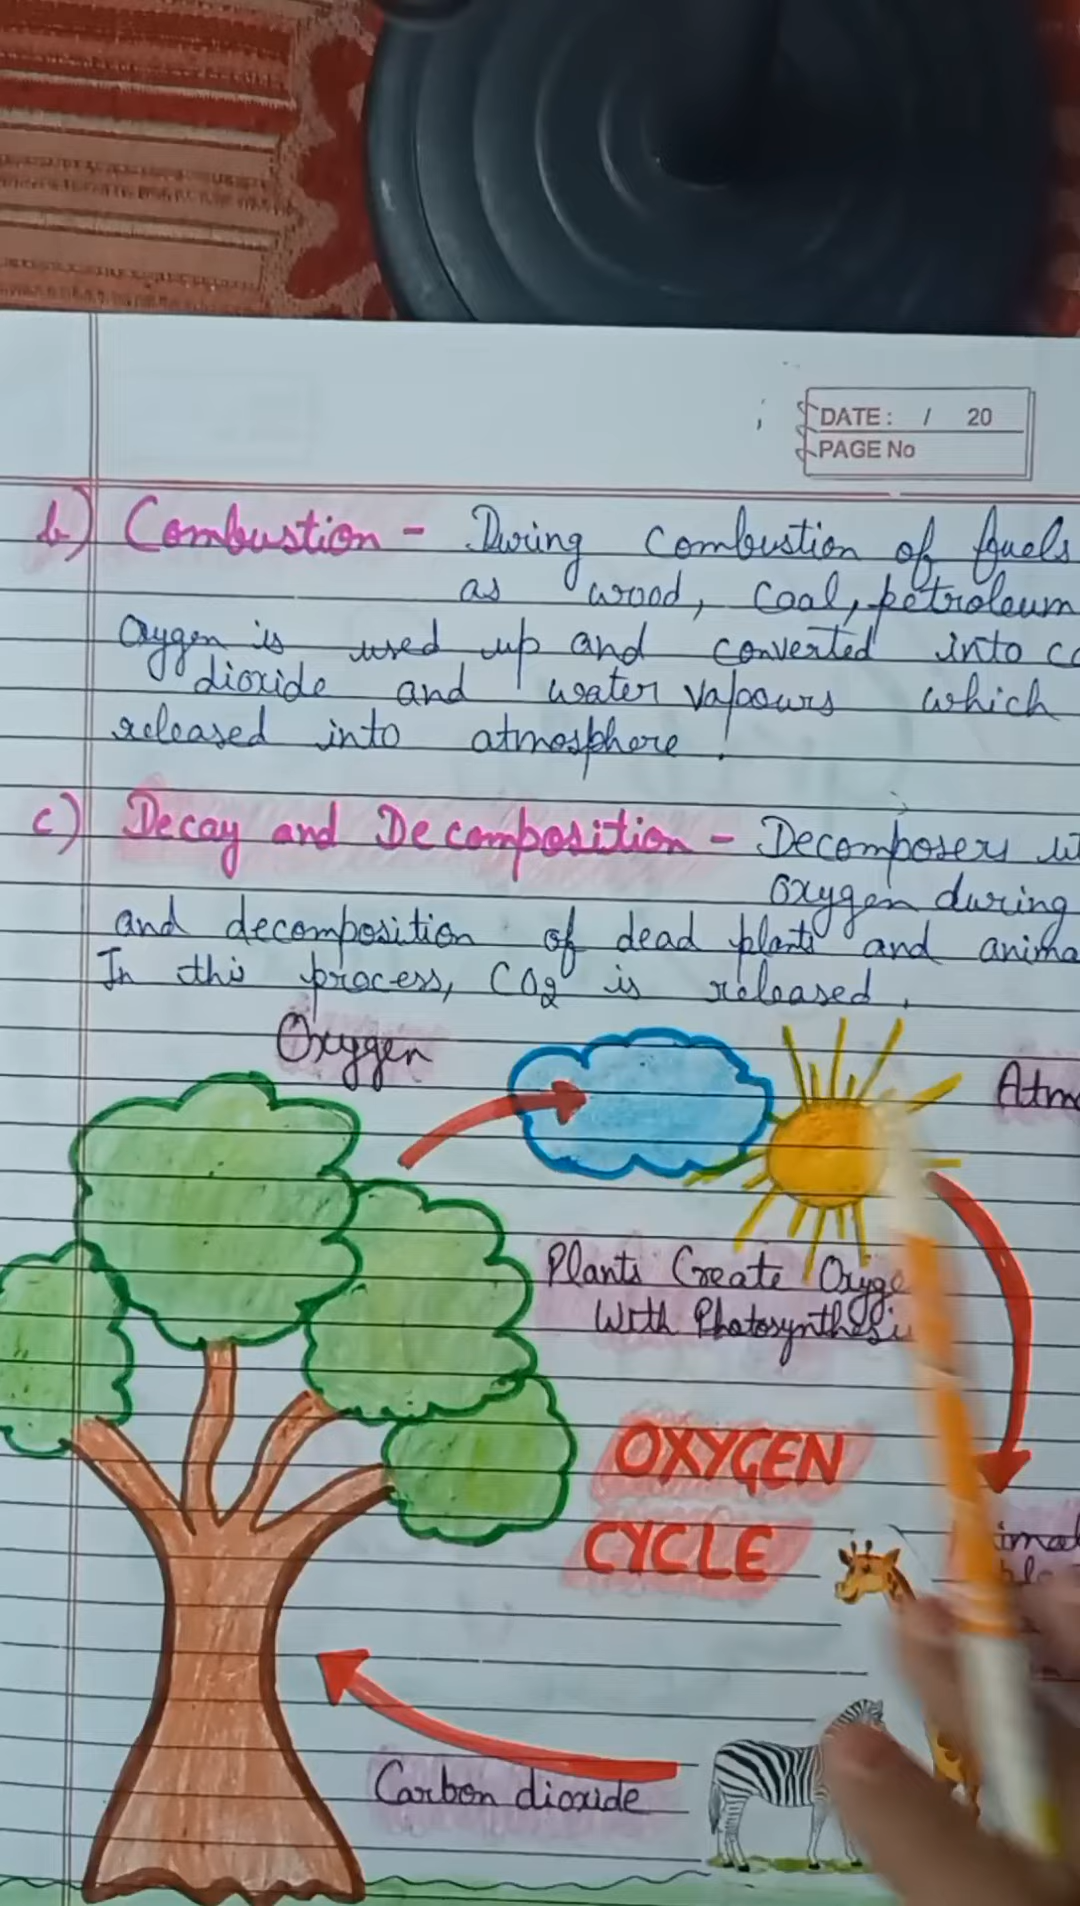 DATE: / 20
PAGE No
b) Combustion - During combustion of fuels
as wood, coal, petroleum
Oxygen is used up and converted into
dioxide and water vapours which
released into atmosphere.
c) Decay and Decomposition - Decomposers
oxygen during
and decomposition of dead plants and
In this process, CO2 is released.
Oxygen
Plants Create
With Photosynthesis
OXYGEN
CYCLE
Carbon dioxide